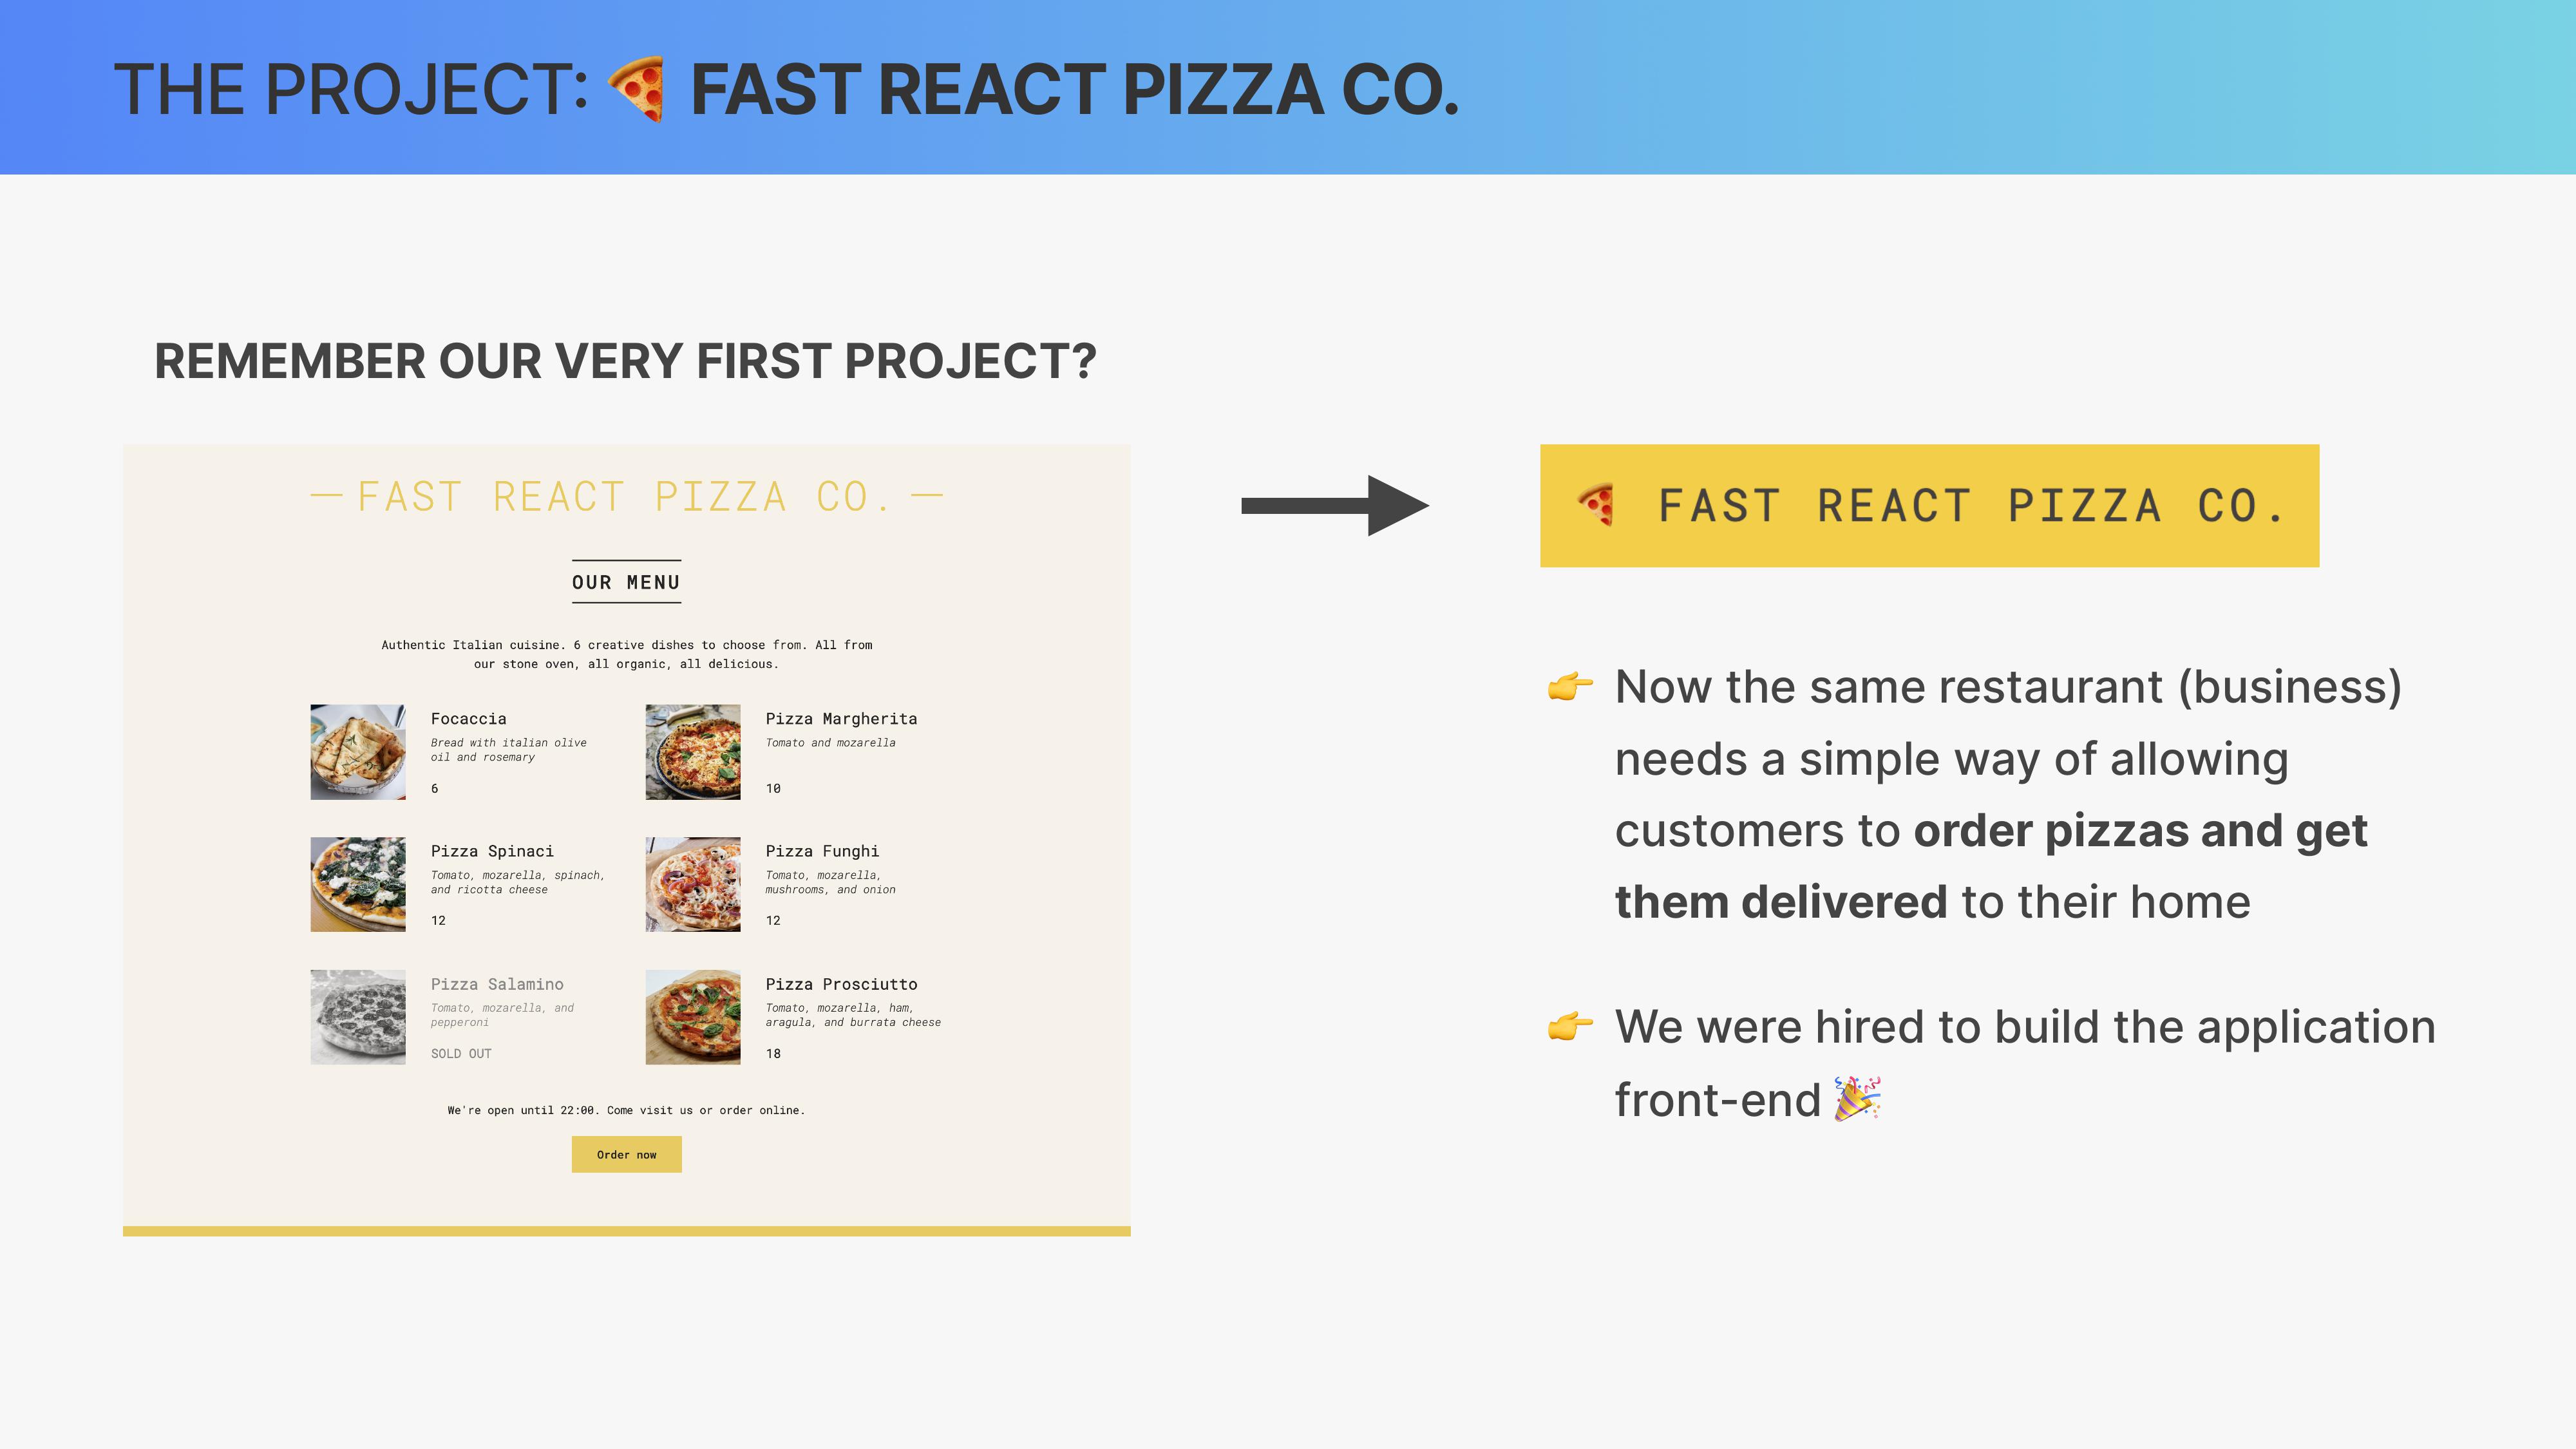 THE PROJECT: 🍕 FAST REACT PIZZA CO.
REMEMBER OUR VERY FIRST PROJECT?
— FAST REACT PIZZA CO. —
OUR MENU
Authentic Italian cuisine. 6 creative dishes to choose from. All from
our stone oven, all organic, all delicious.
Focaccia
Bread with italian olive
oil and rosemary
6
Pizza Margherita
Tomato and mozarella
10
Pizza Spinaci
Tomato, mozarella, spinach,
and ricotta cheese
12
Pizza Funghi
Tomato, mozarella,
mushrooms, and onion
12
Pizza Salamino
Tomato, mozarella, and
pepperoni
SOLD OUT
Pizza Prosciutto
Tomato, mozarella, ham,
aragula, and burrata cheese
18
We're open until 22:00. Come visit us or order online.
Order now
🍕 FAST REACT PIZZA CO.
👉 Now the same restaurant (business)
needs a simple way of allowing
customers to order pizzas and get
them delivered to their home
👉 We were hired to build the application
front-end 🎉